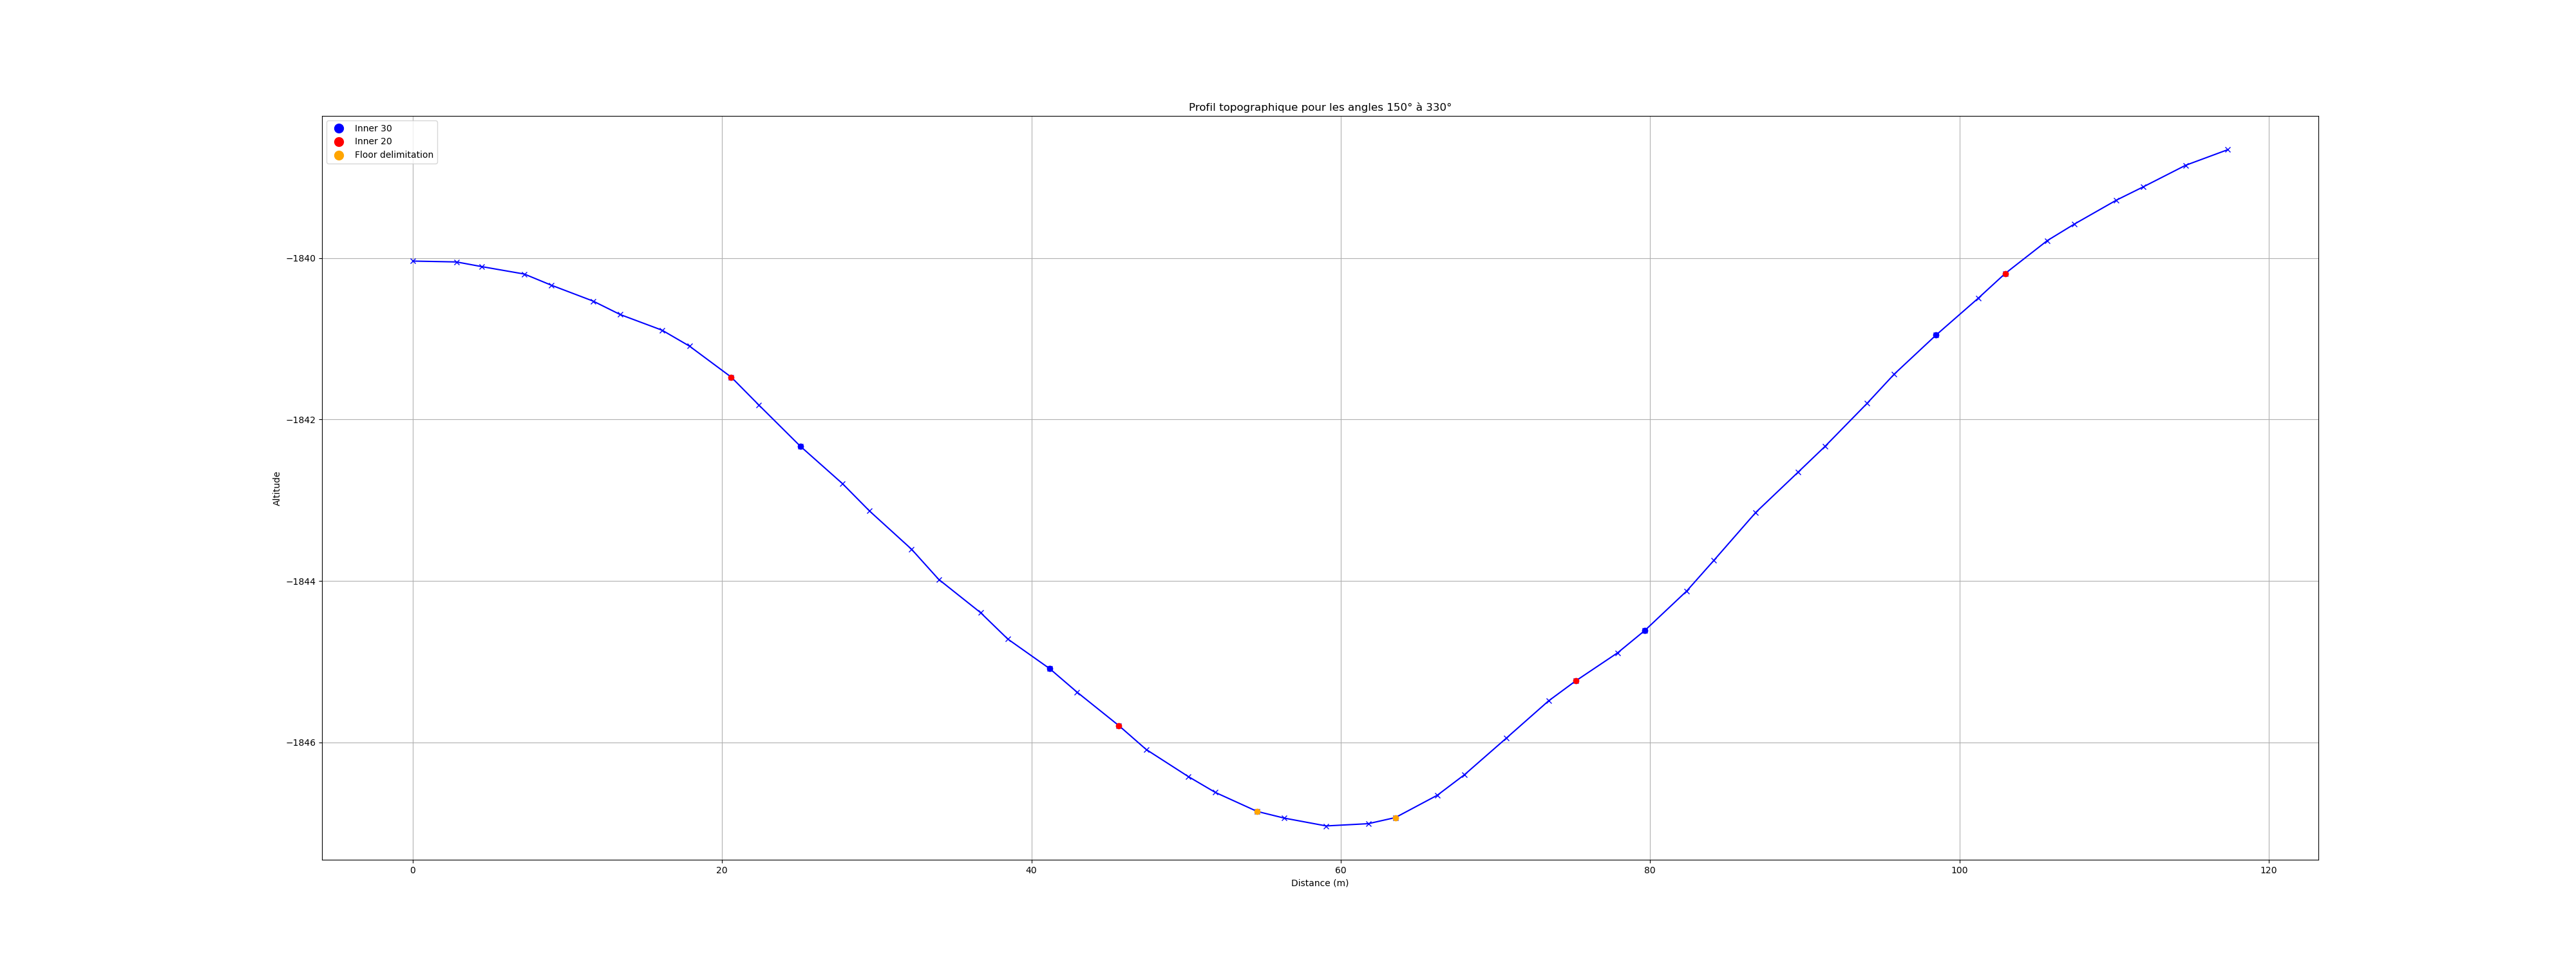 Profil topographique pour les angles 150° à 330°
Inner 30
Inner 20
Floor delimitation
−1840
−1842
−1844
−1846
Altitude
0 20 40 60 80 100 120
Distance (m)